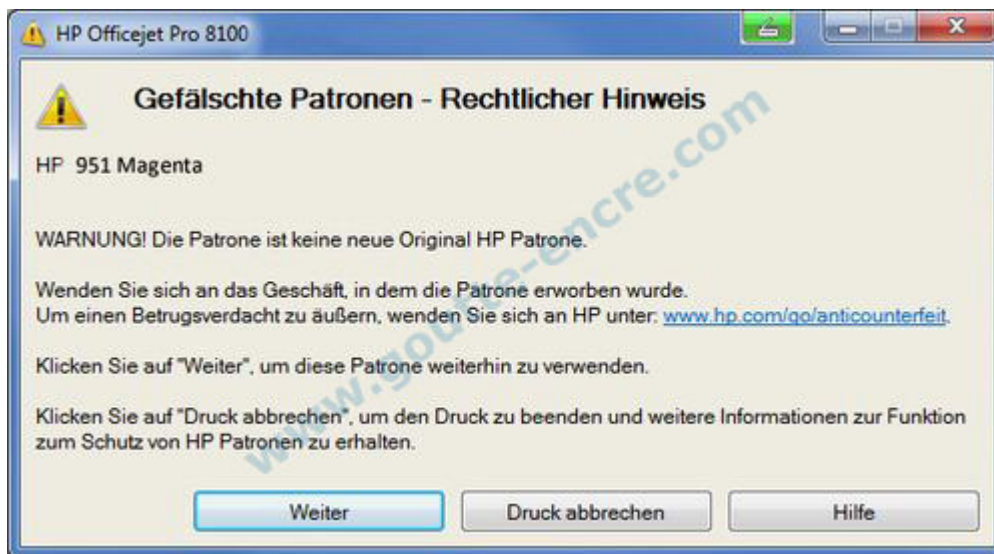 HP Officejet Pro 8100
Gefälschte Patronen - Rechtlicher Hinweis
HP 951 Magenta
WARNUNG! Die Patrone ist keine neue Original HP Patrone.
Wenden Sie sich an das Geschäft, in dem die Patrone erworben wurde.
Um einen Betrugsverdacht zu äußern, wenden Sie sich an HP unter: www.hp.com/go/anticounterfeit.
Klicken Sie auf "Weiter", um diese Patrone weiterhin zu verwenden.
Klicken Sie auf "Druck abbrechen", um den Druck zu beenden und weitere Informationen zur Funktion
zum Schutz von HP Patronen zu erhalten.
Weiter
Druck abbrechen
Hilfe
www.goutte-encre.com